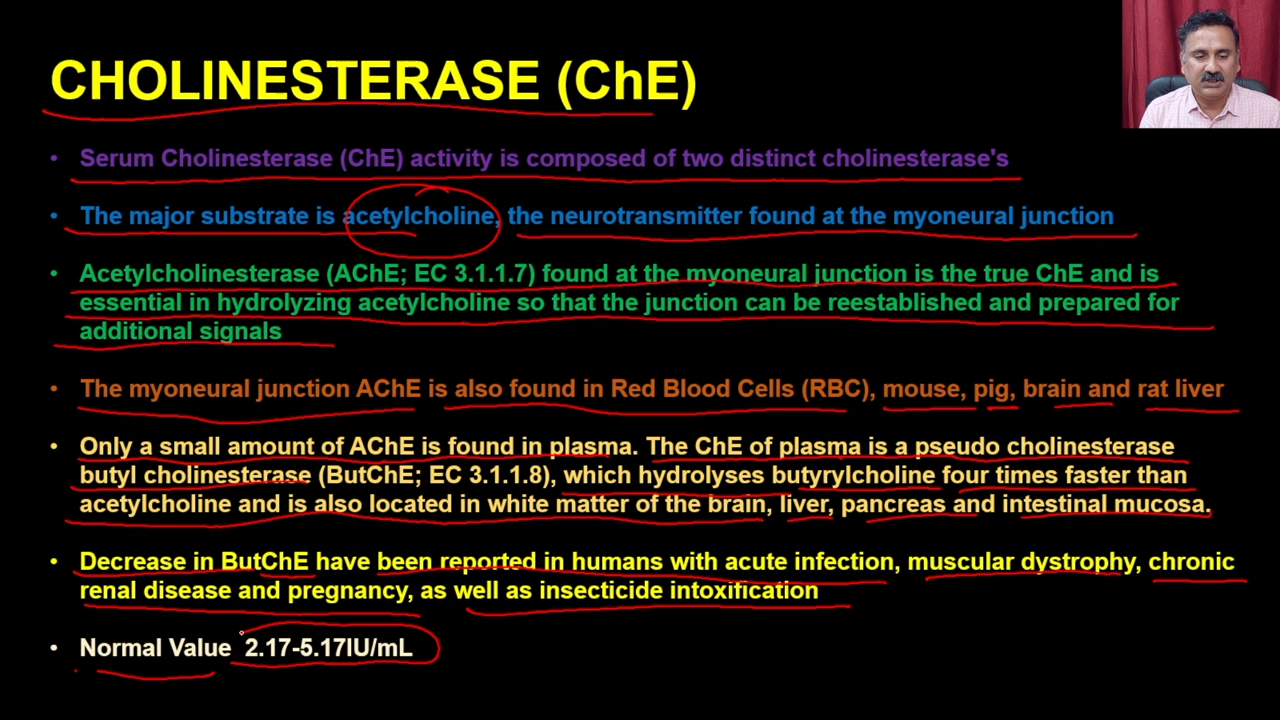 CHOLINESTERASE (ChE)
• Serum Cholinesterase (ChE) activity is composed of two distinct cholinesterase's
• The major substrate is acetylcholine, the neurotransmitter found at the myoneural junction
• Acetylcholinesterase (AChE; EC 3.1.1.7) found at the myoneural junction is the true ChE and is
essential in hydrolyzing acetylcholine so that the junction can be reestablished and prepared for
additional signals
• The myoneural junction AChE is also found in Red Blood Cells (RBC), mouse, pig, brain and rat liver
• Only a small amount of AChE is found in plasma. The ChE of plasma is a pseudo cholinesterase
butyl cholinesterase (ButChE; EC 3.1.1.8), which hydrolyses butyrylcholine four times faster than
acetylcholine and is also located in white matter of the brain, liver, pancreas and intestinal mucosa.
• Decrease in ButChE have been reported in humans with acute infection, muscular dystrophy, chronic
renal disease and pregnancy, as well as insecticide intoxification
• Normal Value 2.17-5.17IU/mL